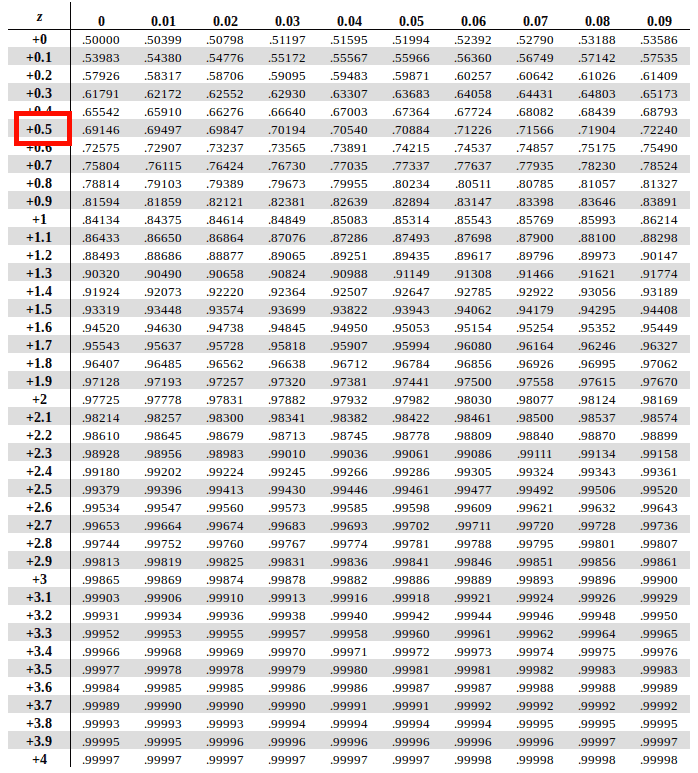 z 0 0.01 0.02 0.03 0.04 0.05 0.06 0.07 0.08 0.09
+0 .50000 .50399 .50798 .51197 .51595 .51994 .52392 .52790 .53188 .53586
+0.1 .53983 .54380 .54776 .55172 .55567 .55966 .56360 .56749 .57142 .57535
+0.2 .57926 .58317 .58706 .59095 .59483 .59871 .60257 .60642 .61026 .61409
+0.3 .61791 .62172 .62552 .62930 .63307 .63683 .64058 .64431 .64803 .65173
+0.4 .65542 .65910 .66276 .66640 .67003 .67364 .67724 .68082 .68439 .68793
+0.5 .69146 .69497 .69847 .70194 .70540 .70884 .71226 .71566 .71904 .72240
+0.6 .72575 .72907 .73237 .73565 .73891 .74215 .74537 .74857 .75175 .75490
+0.7 .75804 .76115 .76424 .76730 .77035 .77337 .77637 .77935 .78230 .78524
+0.8 .78814 .79103 .79389 .79673 .79955 .80234 .80511 .80785 .81057 .81327
+0.9 .81594 .81859 .82121 .82381 .82639 .82894 .83147 .83398 .83646 .83891
+1 .84134 .84375 .84614 .84849 .85083 .85314 .85543 .85769 .85993 .86214
+1.1 .86433 .86650 .86864 .87076 .87286 .87493 .87698 .87900 .88100 .88298
+1.2 .88493 .88686 .88877 .89065 .89251 .89435 .89617 .89796 .89973 .90147
+1.3 .90320 .90490 .90658 .90824 .90988 .91149 .91308 .91466 .91621 .91774
+1.4 .91924 .92073 .92220 .92364 .92507 .92647 .92785 .92922 .93056 .93189
+1.5 .93319 .93448 .93574 .93699 .93822 .93943 .94062 .94179 .94295 .94408
+1.6 .94520 .94630 .94738 .94845 .94950 .95053 .95154 .95254 .95352 .95449
+1.7 .95543 .95637 .95728 .95818 .95907 .95994 .96080 .96164 .96246 .96327
+1.8 .96407 .96485 .96562 .96638 .96712 .96784 .96856 .96926 .96995 .97062
+1.9 .97128 .97193 .97257 .97320 .97381 .97441 .97500 .97558 .97615 .97670
+2 .97725 .97778 .97831 .97882 .97932 .97982 .98030 .98077 .98124 .98169
+2.1 .98214 .98257 .98300 .98341 .98382 .98422 .98461 .98500 .98537 .98574
+2.2 .98610 .98645 .98679 .98713 .98745 .98778 .98809 .98840 .98870 .98899
+2.3 .98928 .98956 .98983 .99010 .99036 .99061 .99086 .99111 .99134 .99158
+2.4 .99180 .99202 .99224 .99245 .99266 .99286 .99305 .99324 .99343 .99361
+2.5 .99379 .99396 .99413 .99430 .99446 .99461 .99477 .99492 .99506 .99520
+2.6 .99534 .99547 .99560 .99573 .99585 .99598 .99609 .99621 .99632 .99643
+2.7 .99653 .99664 .99674 .99683 .99693 .99702 .99711 .99720 .99728 .99736
+2.8 .99744 .99752 .99760 .99767 .99774 .99781 .99788 .99795 .99801 .99807
+2.9 .99813 .99819 .99825 .99831 .99836 .99841 .99846 .99851 .99856 .99861
+3 .99865 .99869 .99874 .99878 .99882 .99886 .99889 .99893 .99896 .99900
+3.1 .99903 .99906 .99910 .99913 .99916 .99918 .99921 .99924 .99926 .99929
+3.2 .99931 .99934 .99936 .99938 .99940 .99942 .99944 .99946 .99948 .99950
+3.3 .99952 .99953 .99955 .99957 .99958 .99960 .99961 .99962 .99964 .99965
+3.4 .99966 .99968 .99969 .99970 .99971 .99972 .99973 .99974 .99975 .99976
+3.5 .99977 .99978 .99978 .99979 .99980 .99981 .99981 .99982 .99983 .99983
+3.6 .99984 .99985 .99985 .99986 .99986 .99987 .99987 .99988 .99988 .99989
+3.7 .99989 .99990 .99990 .99990 .99991 .99991 .99992 .99992 .99992 .99992
+3.8 .99993 .99993 .99993 .99994 .99994 .99994 .99994 .99995 .99995 .99995
+3.9 .99995 .99995 .99996 .99996 .99996 .99996 .99996 .99996 .99997 .99997
+4 .99997 .99997 .99997 .99997 .99997 .99997 .99998 .99998 .99998 .99998